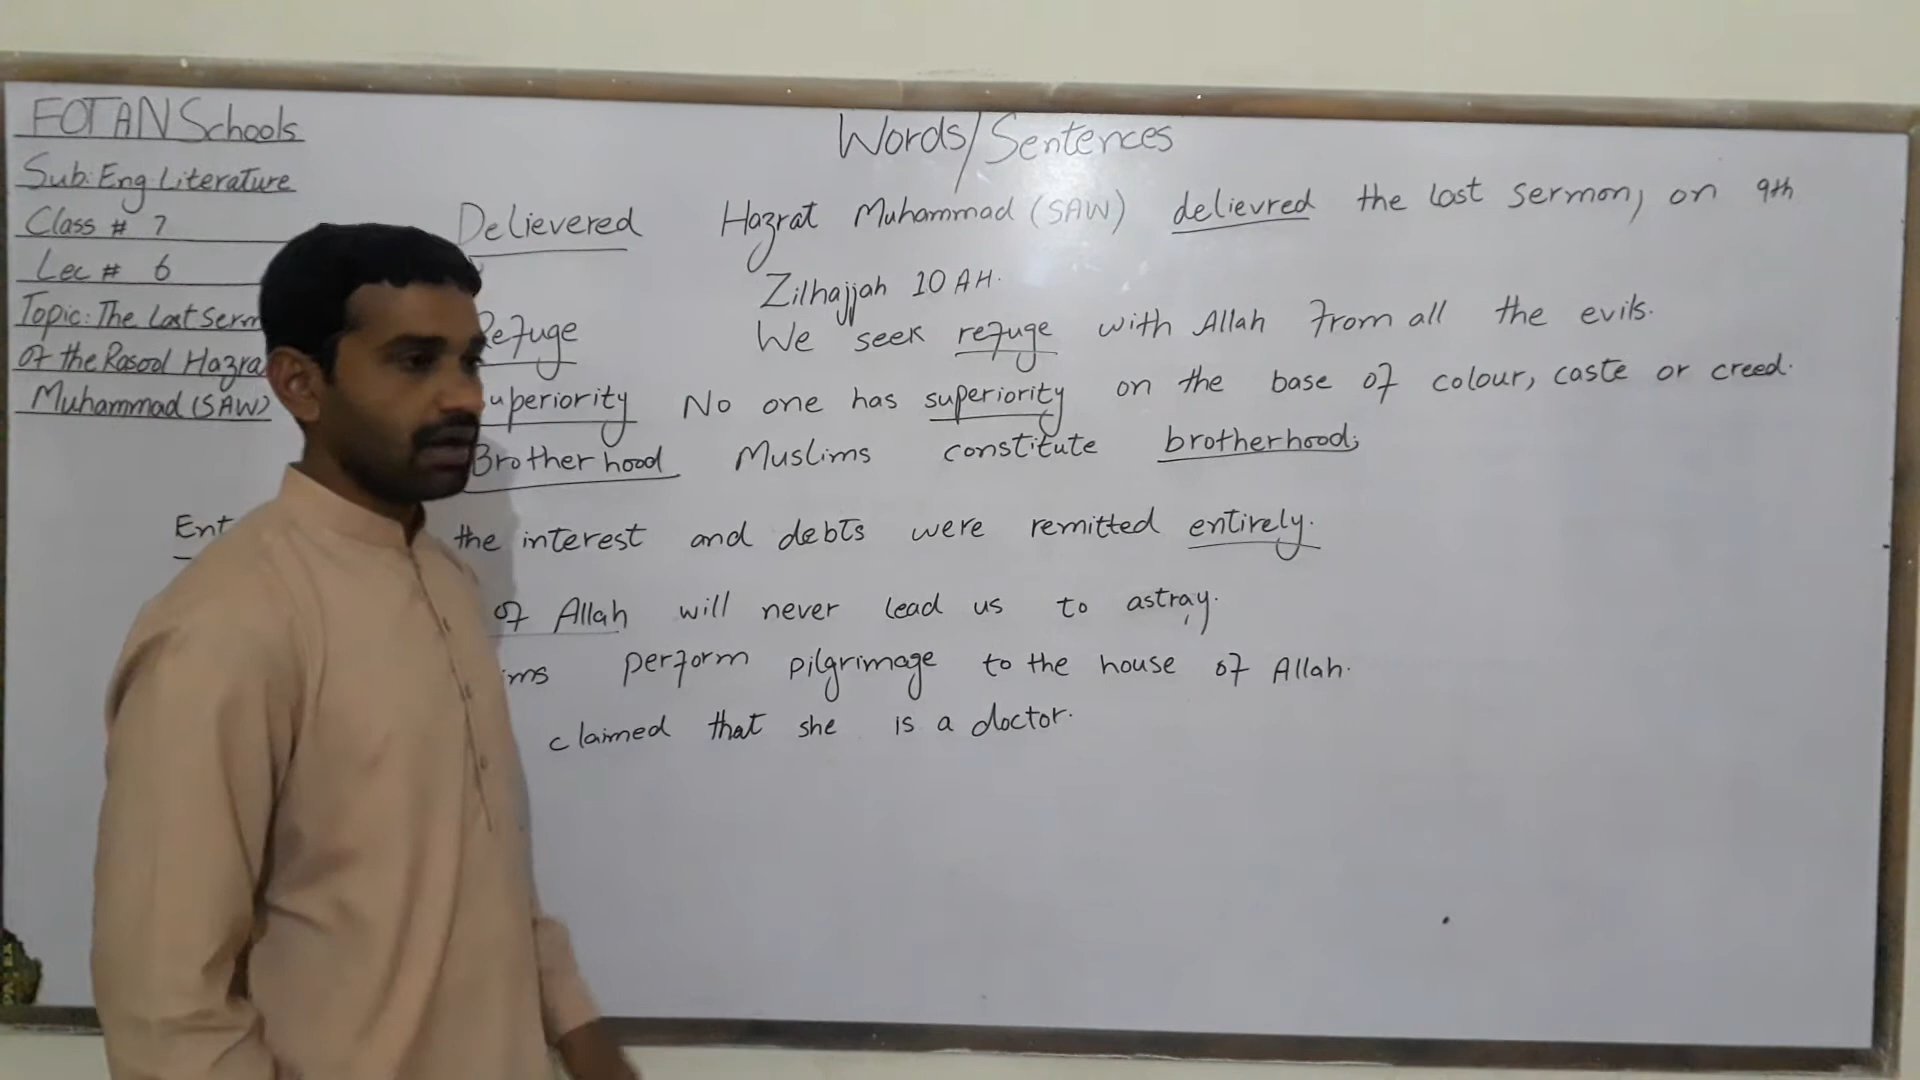 FOTAN Schools
Sub: Eng Literature
Class # 7
Lec # 6
Topic: The Last Serm
of the Rasool Hazra
Muhammad (SAW)
Words/Sentences
Delievered Hazrat Muhammad (SAW) delievred the last sermon, on 9th
Zilhajjah 10 AH.
Refuge We seek refuge with Allah from all the evils.
uperiority No one has superiority on the base of colour, caste or creed.
Brotherhood Muslims constitute brotherhood;
Ent the interest and debts were remitted entirely.
of Allah will never lead us to astray.
ims perform pilgrimage to the house of Allah.
claimed that she is a doctor.